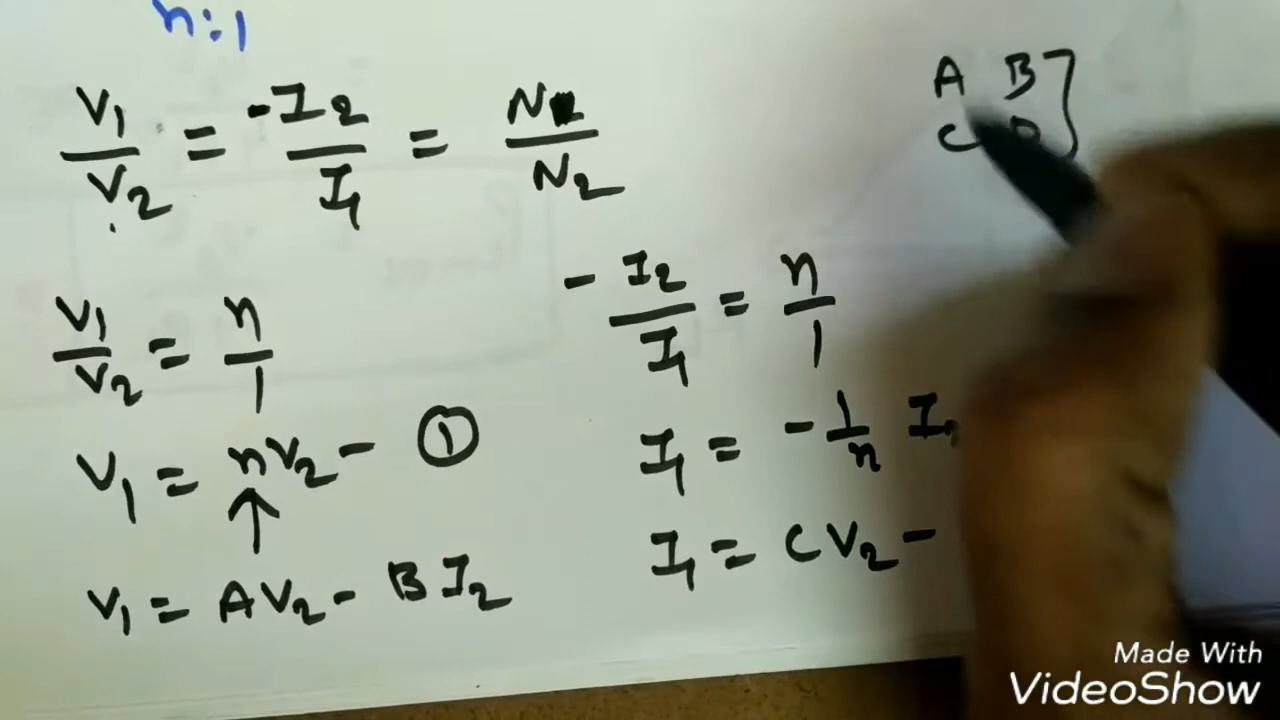 n:1
V1/V2 = -I2/I1 = N1/N2
A B]
C D]
V1/V2 = n/1
- I2/I1 = n/1
V1 = nV2 - ①
↑
I1 = - 1/n I
V1 = AV2 - BI2
I1 = CV2 -
Made With
VideoShow